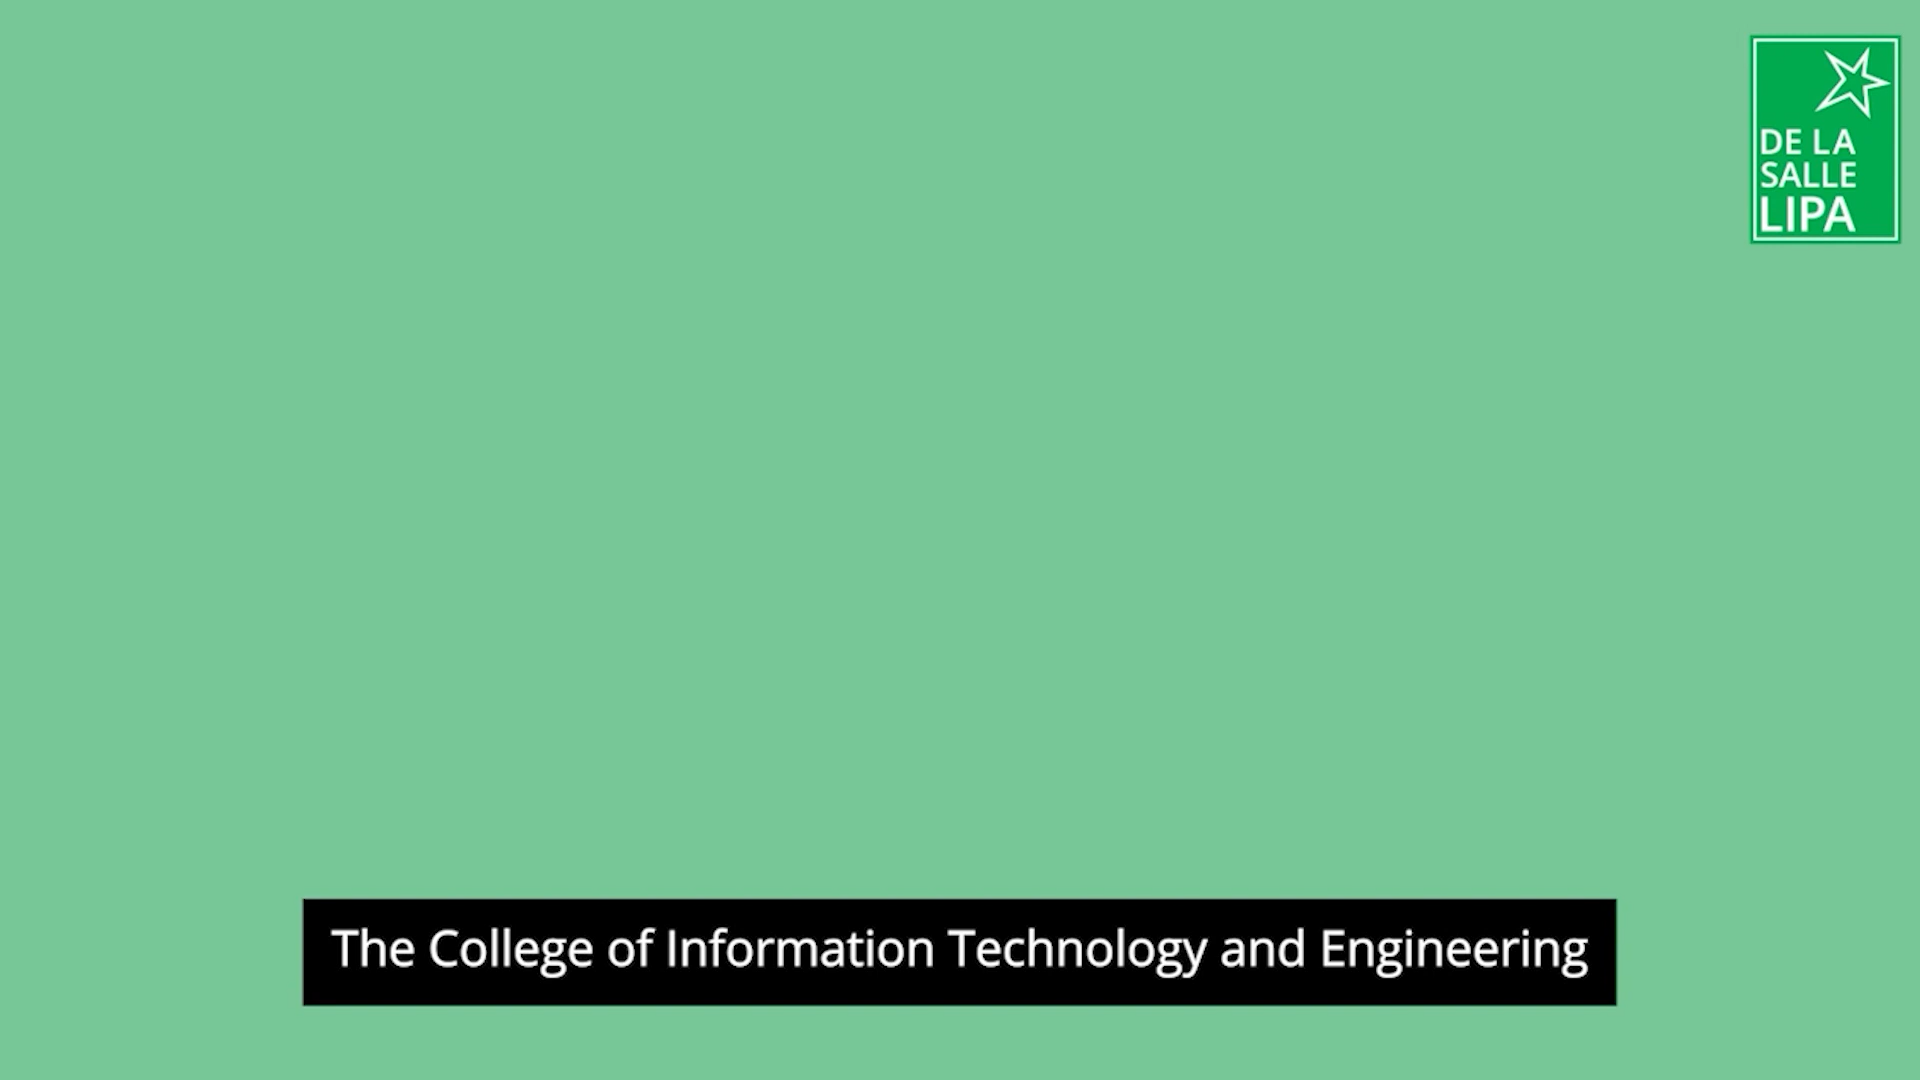 DE LA
SALLE
LIPA
The College of Information Technology and Engineering